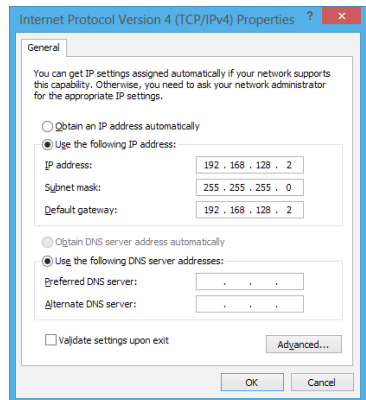 Internet Protocol Version 4 (TCP/IPv4) Properties ? ×
General
You can get IP settings assigned automatically if your network supports
this capability. Otherwise, you need to ask your network administrator
for the appropriate IP settings.
Obtain an IP address automatically
Use the following IP address:
IP address: 192 . 168 . 128 . 2
Subnet mask: 255 . 255 . 255 . 0
Default gateway: 192 . 168 . 128 . 2
Obtain DNS server address automatically
Use the following DNS server addresses:
Preferred DNS server: . . .
Alternate DNS server: . . .
Validate settings upon exit
Advanced...
OK Cancel